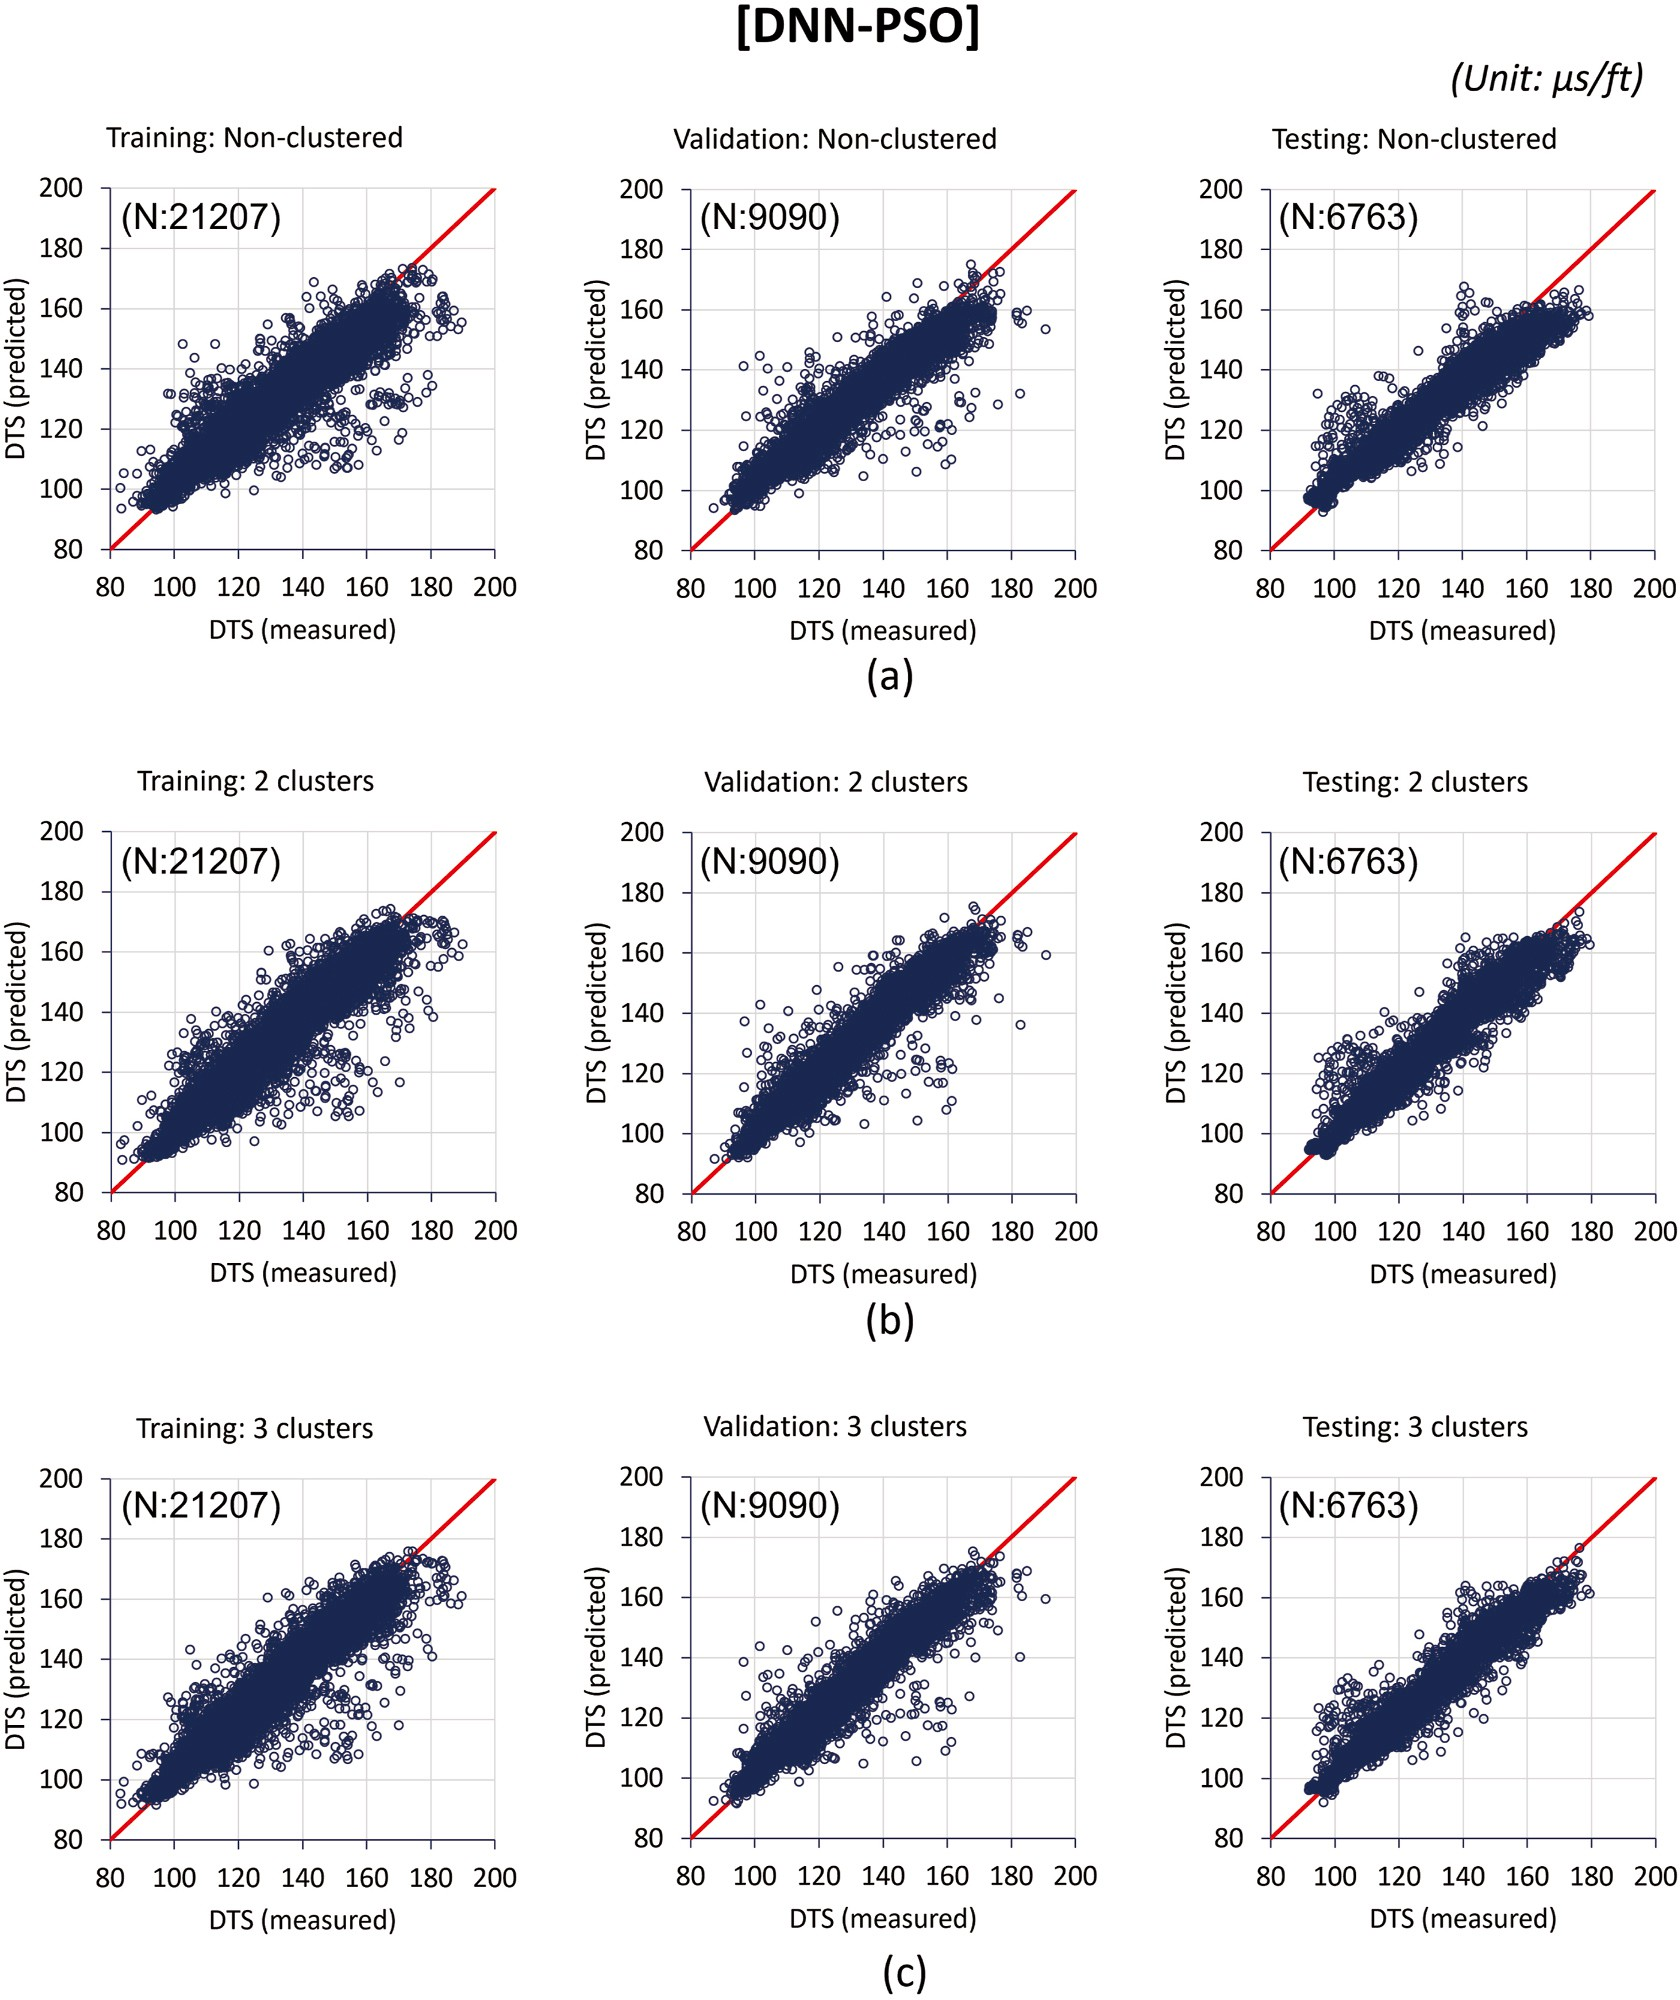 [DNN-PSO]
(Unit: µs/ft)
Training: Non-clustered
Validation: Non-clustered
Testing: Non-clustered
(N:21207)
200
180
160
140
120
100
80
DTS (predicted)
80 100 120 140 160 180 200
DTS (measured)
(N:9090)
200
180
160
140
120
100
80
DTS (predicted)
80 100 120 140 160 180 200
DTS (measured)
(N:6763)
200
180
160
140
120
100
80
DTS (predicted)
80 100 120 140 160 180 200
DTS (measured)
(a)
Training: 2 clusters
Validation: 2 clusters
Testing: 2 clusters
(N:21207)
200
180
160
140
120
100
80
DTS (predicted)
80 100 120 140 160 180 200
DTS (measured)
(N:9090)
200
180
160
140
120
100
80
DTS (predicted)
80 100 120 140 160 180 200
DTS (measured)
(N:6763)
200
180
160
140
120
100
80
DTS (predicted)
80 100 120 140 160 180 200
DTS (measured)
(b)
Training: 3 clusters
Validation: 3 clusters
Testing: 3 clusters
(N:21207)
200
180
160
140
120
100
80
DTS (predicted)
80 100 120 140 160 180 200
DTS (measured)
(N:9090)
200
180
160
140
120
100
80
DTS (predicted)
80 100 120 140 160 180 200
DTS (measured)
(N:6763)
200
180
160
140
120
100
80
DTS (predicted)
80 100 120 140 160 180 200
DTS (measured)
(c)